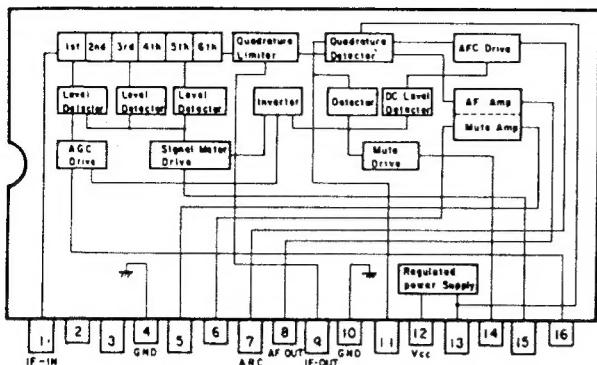 1st 2nd 3rd 4th 5th 6th
Quadrature Limiter
Quadrature Detector
AFC Drive
Level Detector
Level Detector
Level Detector
Invertor
Detector
DC Level Detector
AF Amp
Mute Amp
AGC Drive
Signal Meter Drive
Mute Drive
Regulated power Supply
1 2 3 4 5 6 7 8 9 10 11 12 13 14 15 16
IF-IN
GND
AF OUT
GND
Vcc
IF-OUT